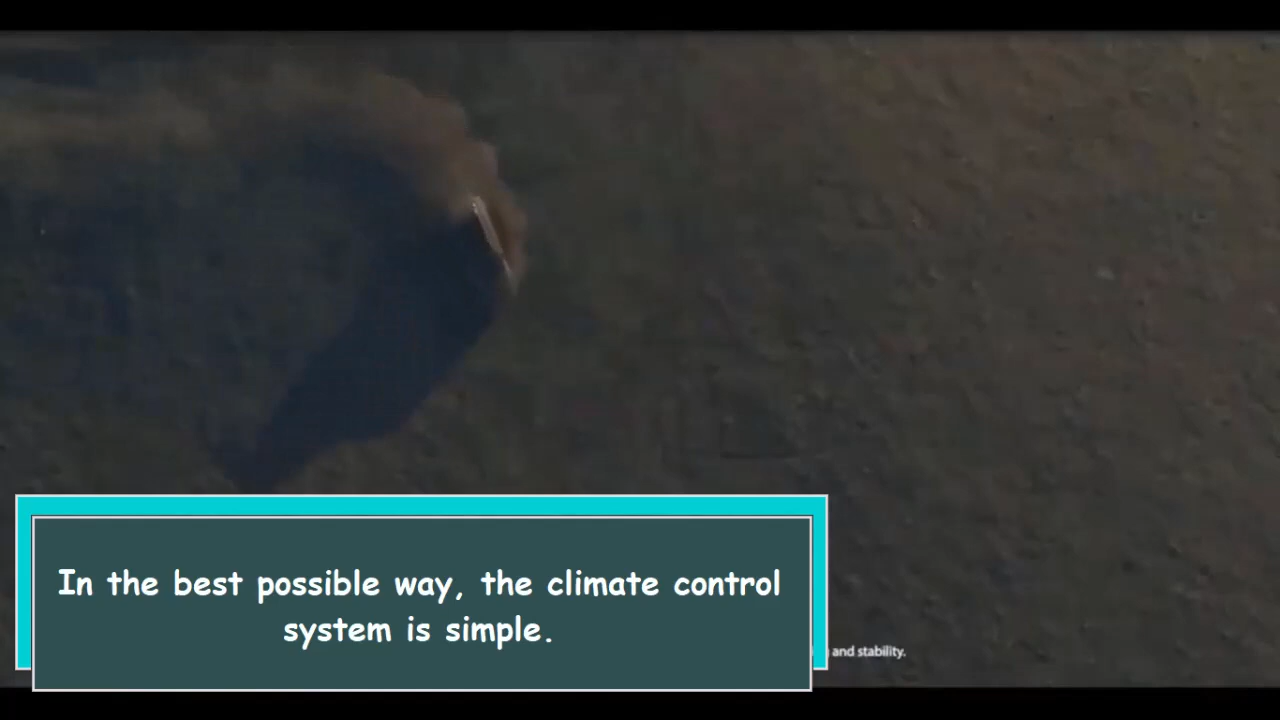 In the best possible way, the climate control
system is simple.
and stability.